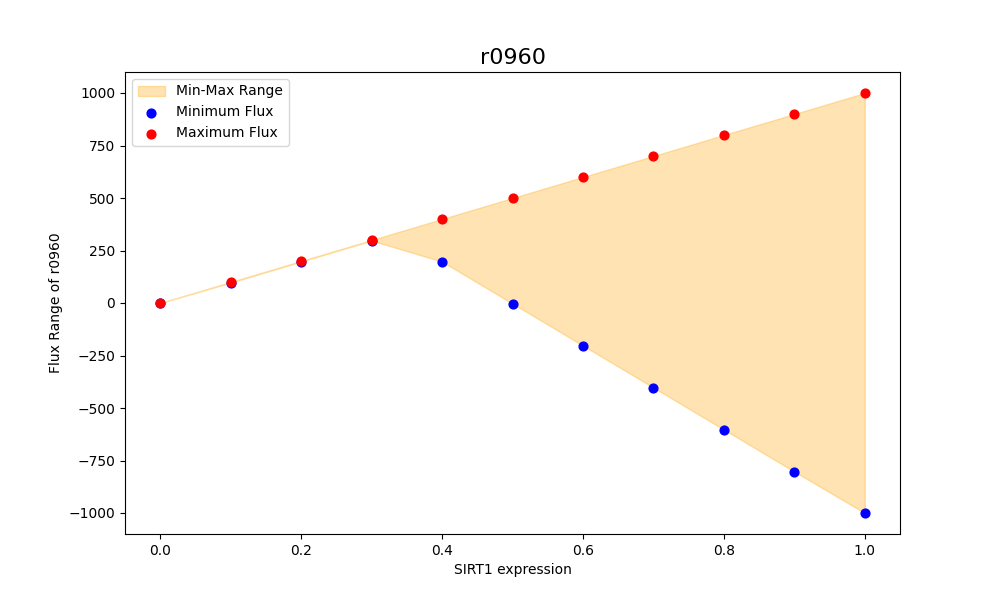 r0960
Min-Max Range
Minimum Flux
Maximum Flux
Flux Range of r0960
1000
750
500
250
0
−250
−500
−750
−1000
0.0 0.2 0.4 0.6 0.8 1.0
SIRT1 expression